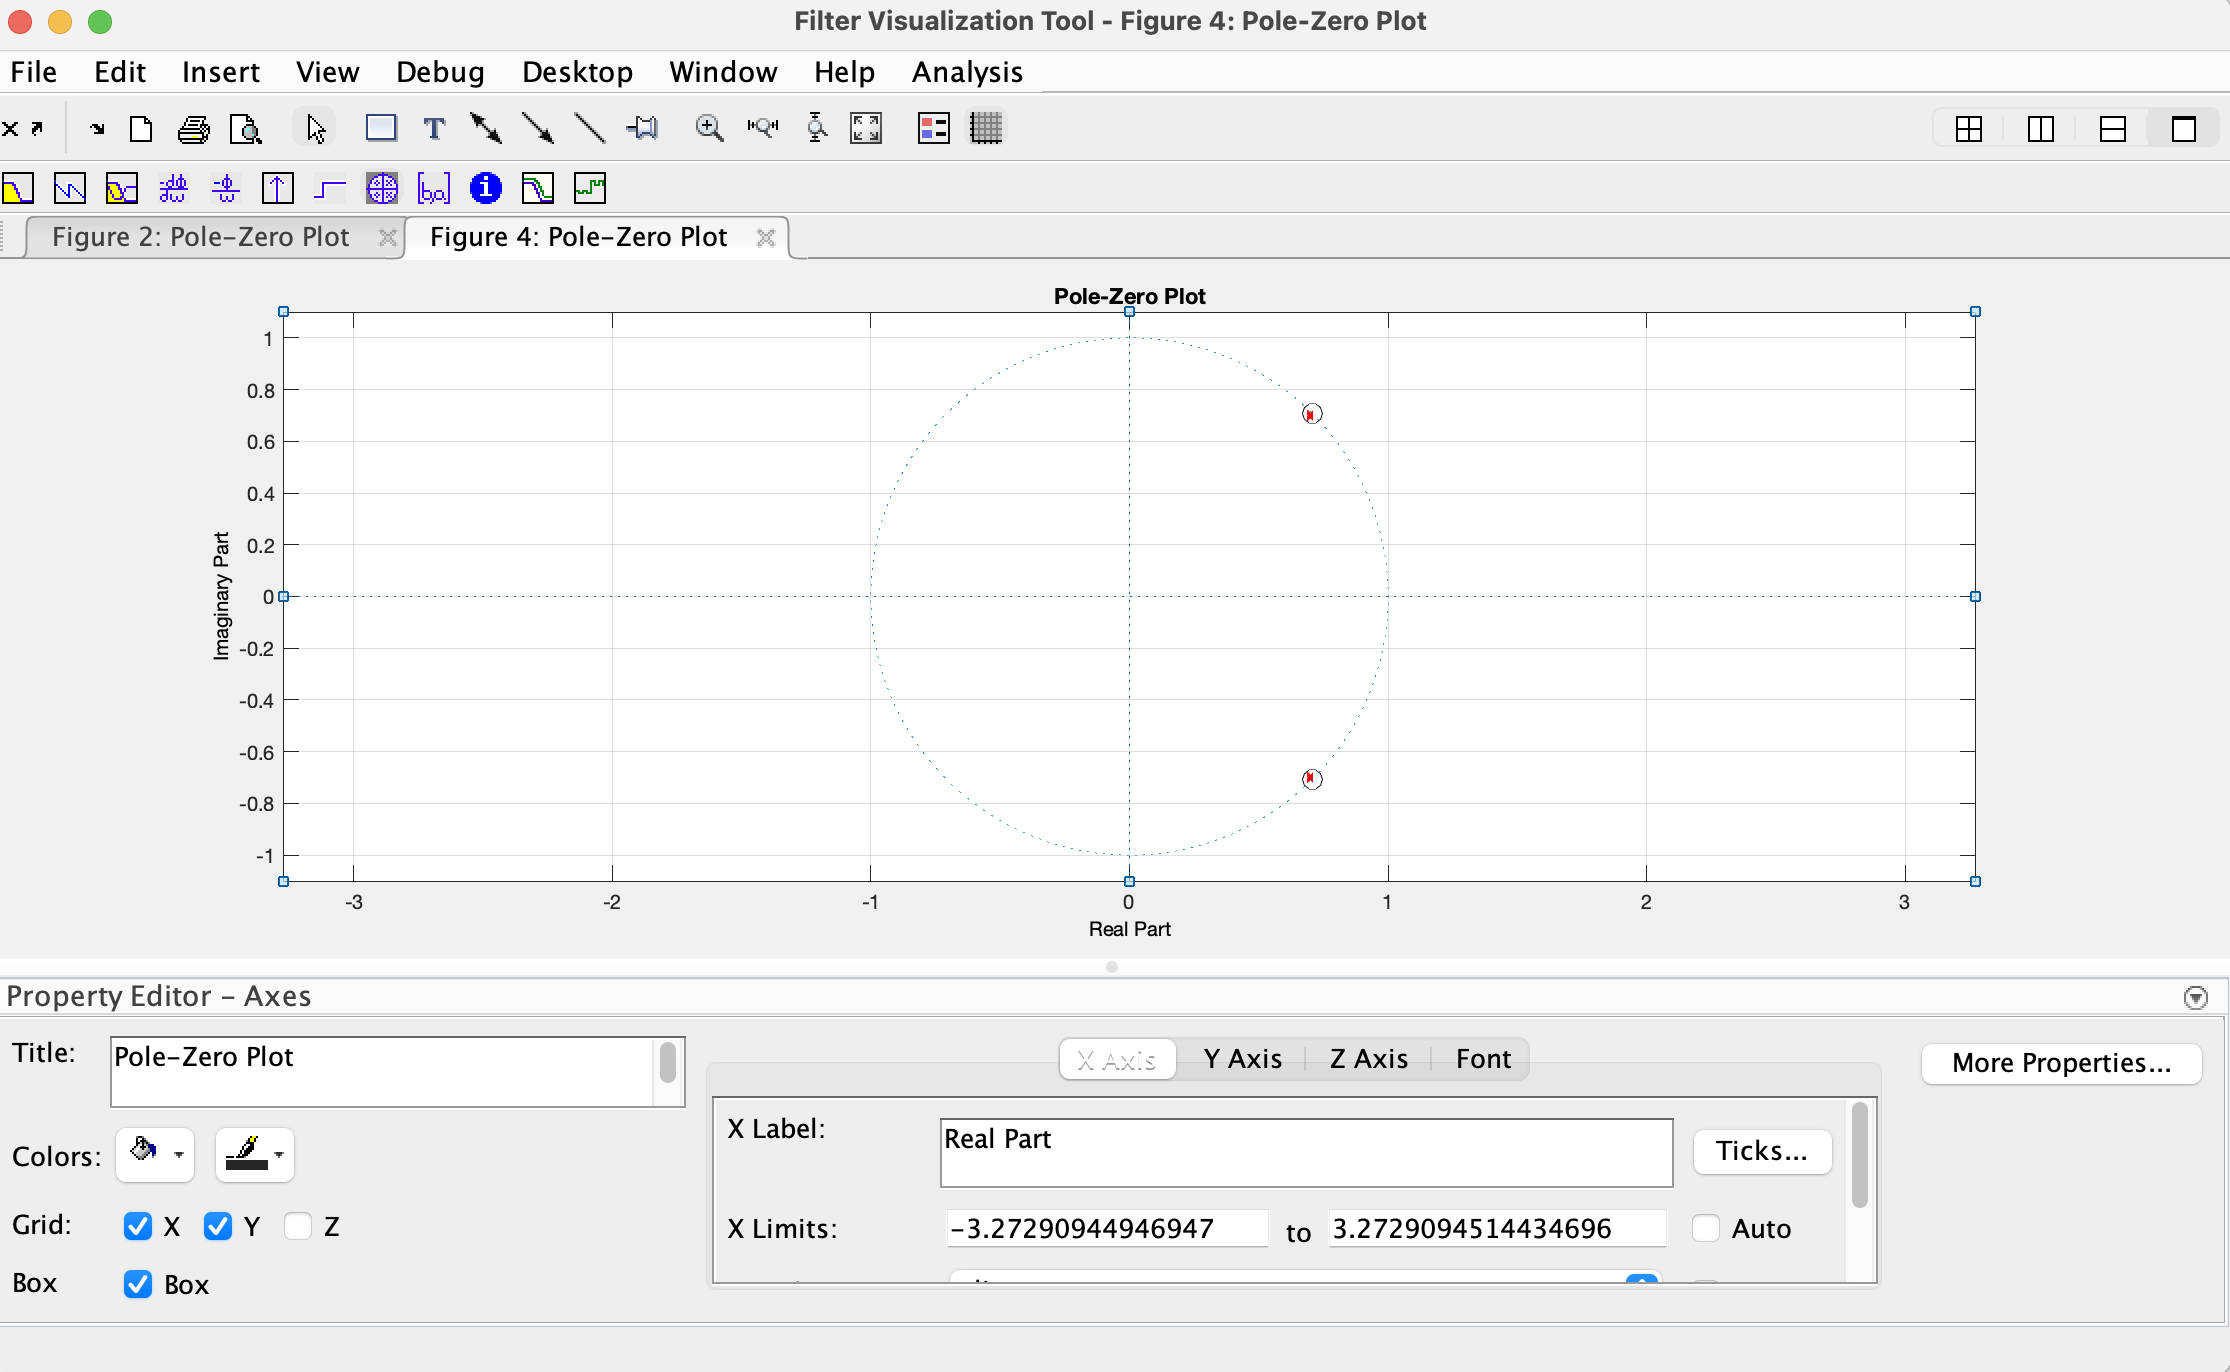 Filter Visualization Tool - Figure 4: Pole-Zero Plot
File Edit Insert View Debug Desktop Window Help Analysis
T
Figure 2: Pole-Zero Plot Figure 4: Pole-Zero Plot
Pole-Zero Plot
1
0.8
0.6
0.4
0.2
0
-0.2
-0.4
-0.6
-0.8
-1
Imaginary Part
-3 -2 -1 0 1 2 3
Real Part
Property Editor - Axes
Title: Pole-Zero Plot
X Axis Y Axis Z Axis Font
More Properties...
X Label: Real Part
Ticks...
Colors:
Grid: X Y Z
X Limits: -3.27290944946947 to 3.2729094514434696 Auto
Box Box